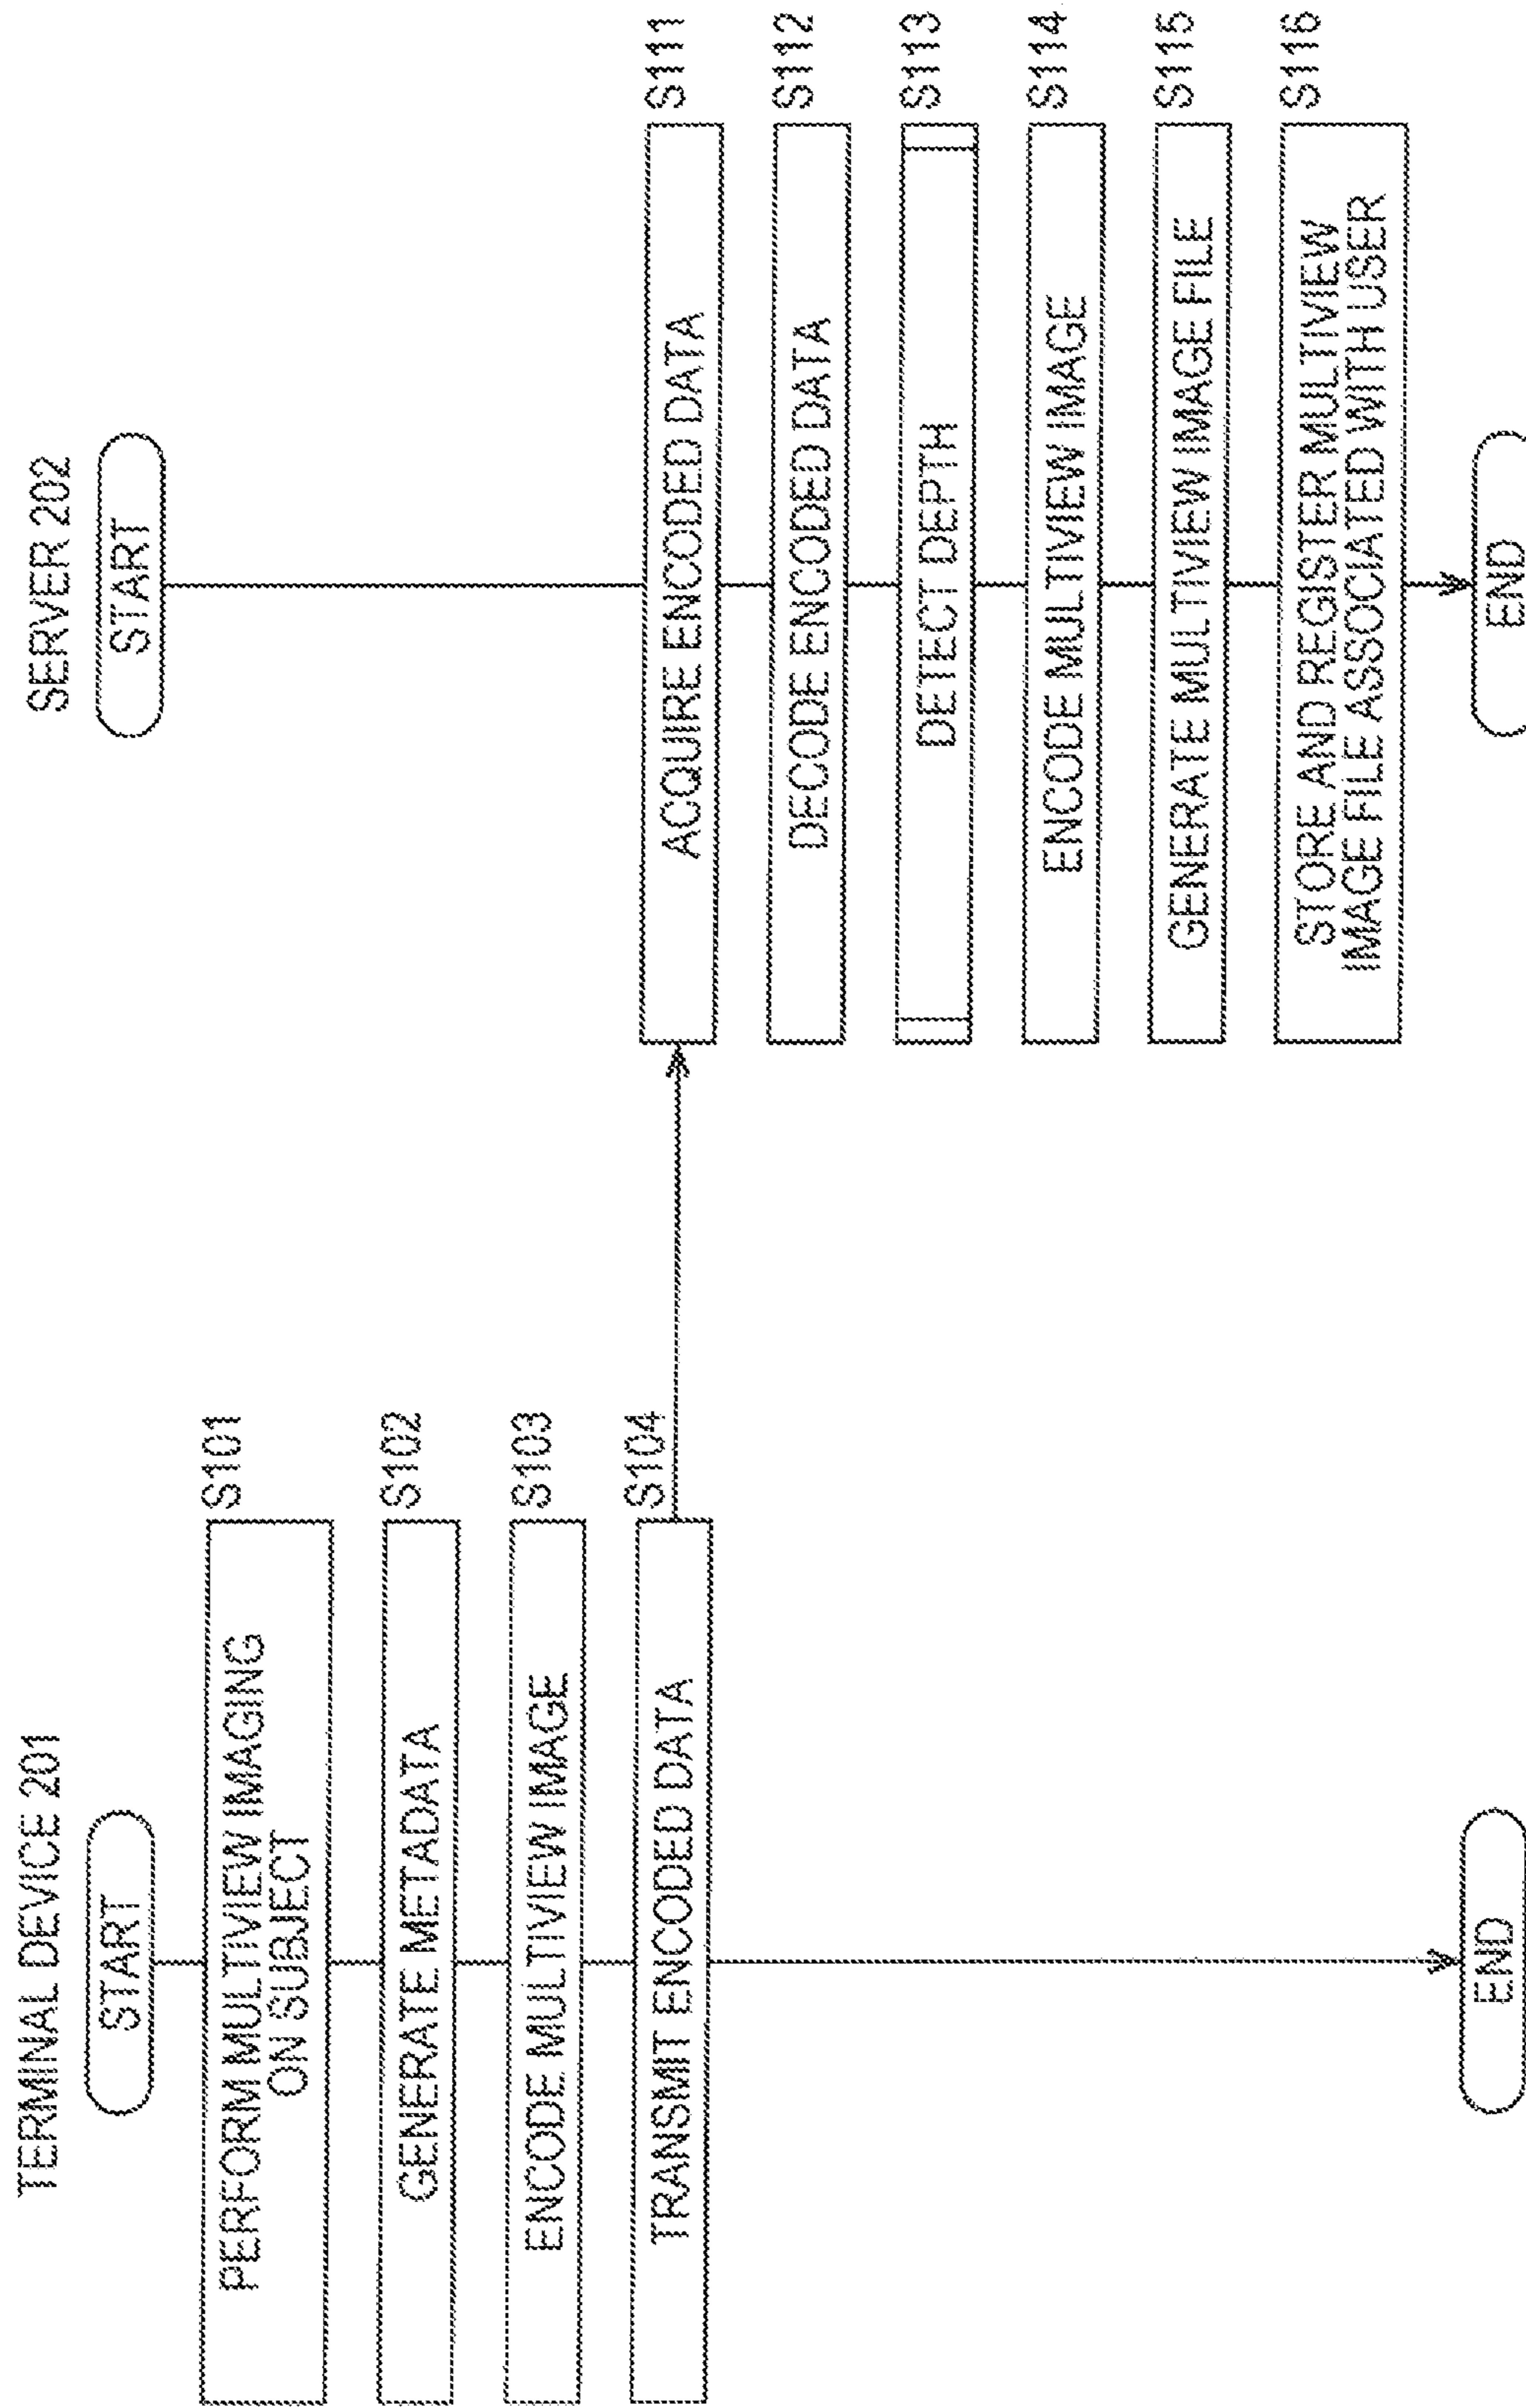 TERMINAL DEVICE 201
START
PERFORM MULTIVIEW IMAGING
ON SUBJECT
S101
GENERATE METADATA
S102
ENCODE MULTIVIEW IMAGE
S103
TRANSMIT ENCODED DATA
S104
END
SERVER 202
START
ACQUIRE ENCODED DATA
S111
DECODE ENCODED DATA
S112
DETECT DEPTH
S113
ENCODE MULTIVIEW IMAGE
S114
GENERATE MULTIVIEW IMAGE FILE
S115
STORE AND REGISTER MULTIVIEW
IMAGE FILE ASSOCIATED WITH USER
S116
END